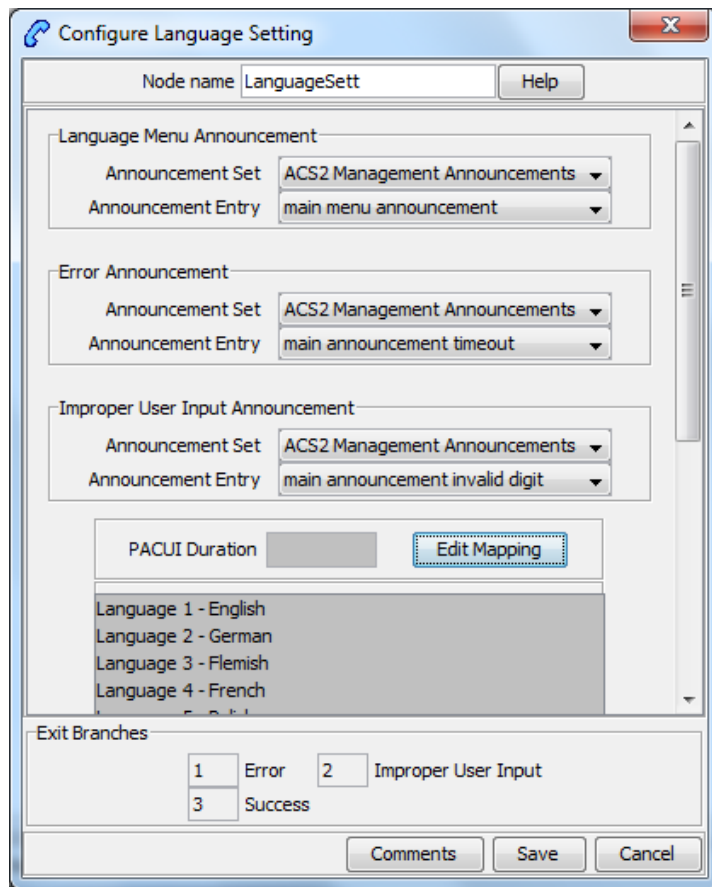 Configure Language Setting
Node name LanguageSett Help
Language Menu Announcement
Announcement Set ACS2 Management Announcements
Announcement Entry main menu announcement
Error Announcement
Announcement Set ACS2 Management Announcements
Announcement Entry main announcement timeout
Improper User Input Announcement
Announcement Set ACS2 Management Announcements
Announcement Entry main announcement invalid digit
PACUI Duration Edit Mapping
Language 1 - English
Language 2 - German
Language 3 - Flemish
Language 4 - French
Exit Branches
1 Error 2 Improper User Input
3 Success
Comments Save Cancel